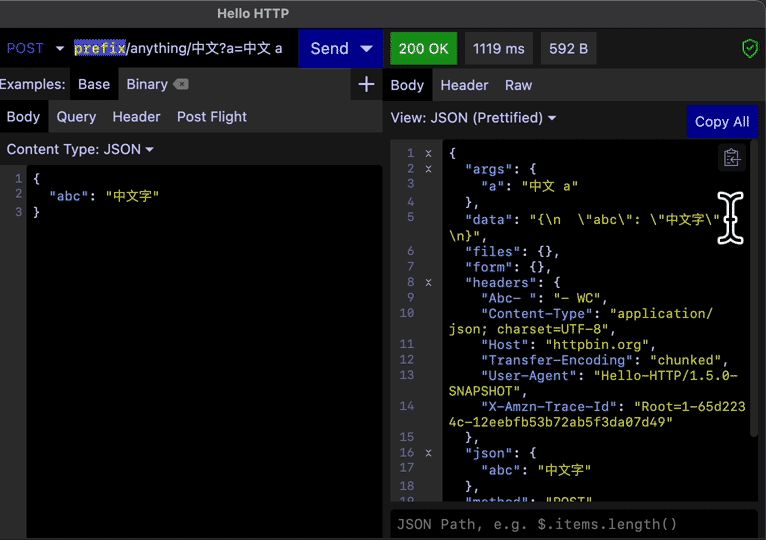 Hello HTTP
POST prefix/anything/中文?a=中文 a Send 200 OK 1119 ms 592 B
Examples: Base Binary
Body Header Raw
Body Query Header Post Flight
View: JSON (Prettified) Copy All
Content Type: JSON
1 {
2 "abc": "中文字"
3 }
1 {
2 "args": {
3 "a": "中文 a"
4 },
5 "data": "{\n  \"abc\": \"中文字\"
\n}",
6 "files": {},
7 "form": {},
8 "headers": {
9 "Abc- ": "- WC",
10 "Content-Type": "application/
json; charset=UTF-8",
11 "Host": "httpbin.org",
12 "Transfer-Encoding": "chunked",
13 "User-Agent": "Hello-HTTP/1.5.0-
SNAPSHOT",
14 "X-Amzn-Trace-Id": "Root=1-65d223
4c-12eebfb53b72ab5f3da07d49"
15 },
16 "json": {
17 "abc": "中文字"
18 },
19 "method": "POST"
JSON Path, e.g. $.items.length()